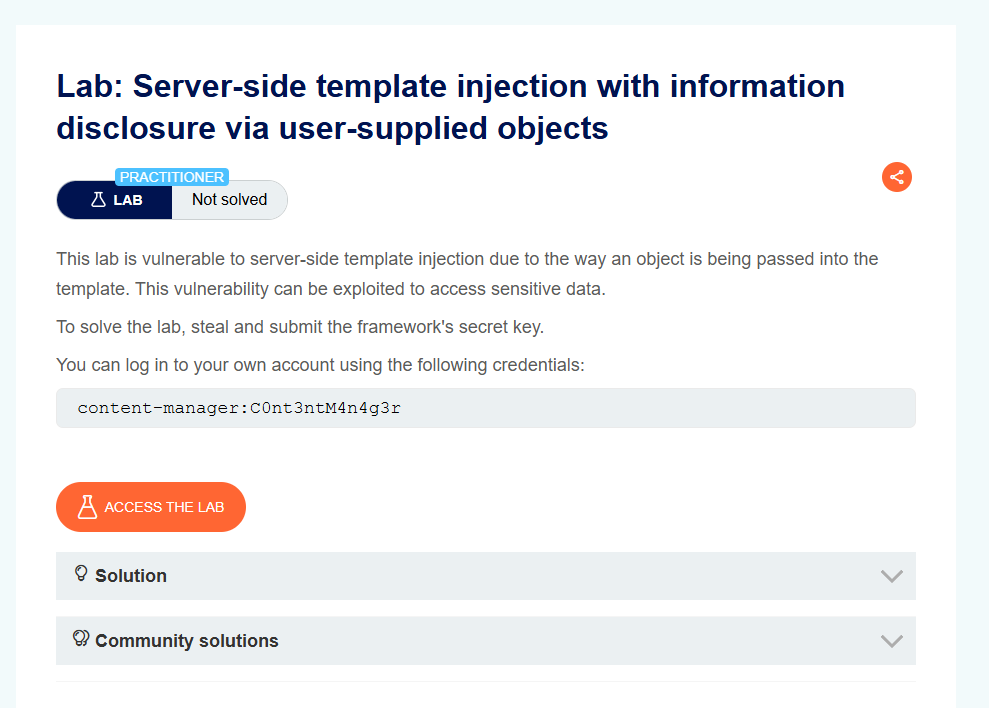 Lab: Server-side template injection with information
disclosure via user-supplied objects
PRACTITIONER
LAB
Not solved
This lab is vulnerable to server-side template injection due to the way an object is being passed into the
template. This vulnerability can be exploited to access sensitive data.
To solve the lab, steal and submit the framework's secret key.
You can log in to your own account using the following credentials:
content-manager:C0nt3ntM4n4g3r
ACCESS THE LAB
Solution
Community solutions